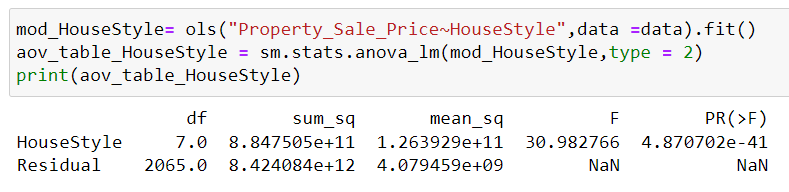 mod_HouseStyle= ols("Property_Sale_Price~HouseStyle",data =data).fit()
aov_table_HouseStyle = sm.stats.anova_lm(mod_HouseStyle,type = 2)
print(aov_table_HouseStyle)
df sum_sq mean_sq F PR(>F)
HouseStyle 7.0 8.847505e+11 1.263929e+11 30.982766 4.870702e-41
Residual 2065.0 8.424084e+12 4.079459e+09 NaN NaN